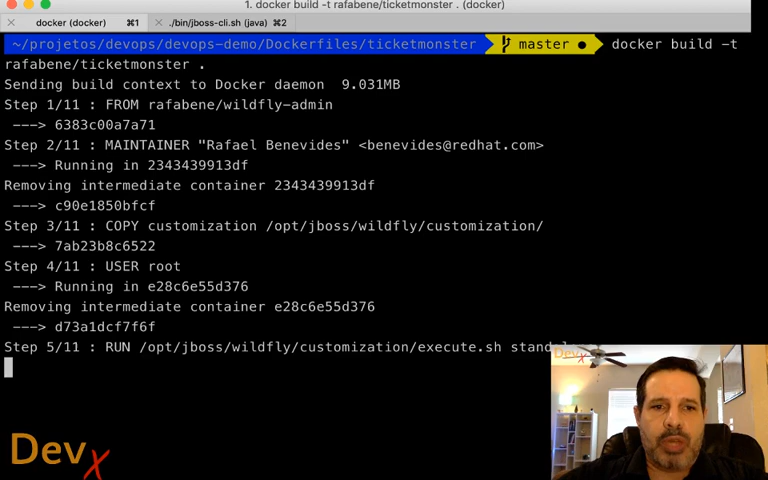 1. docker build -t rafabene/ticketmonster . (docker)
docker (docker) ⌘1 ./bin/jboss-cli.sh (java) ⌘2
~/projetos/devops/devops-demo/Dockerfiles/ticketmonster master ● docker build -t
rafabene/ticketmonster .
Sending build context to Docker daemon 9.031MB
Step 1/11 : FROM rafabene/wildfly-admin
---> 6383c00a7a71
Step 2/11 : MAINTAINER "Rafael Benevides" <benevides@redhat.com>
---> Running in 2343439913df
Removing intermediate container 2343439913df
---> c90e1850bfcf
Step 3/11 : COPY customization /opt/jboss/wildfly/customization/
---> 7ab23b8c6522
Step 4/11 : USER root
---> Running in e28c6e55d376
Removing intermediate container e28c6e55d376
---> d73a1dcf7f6f
Step 5/11 : RUN /opt/jboss/wildfly/customization/execute.sh
Devx
Devx